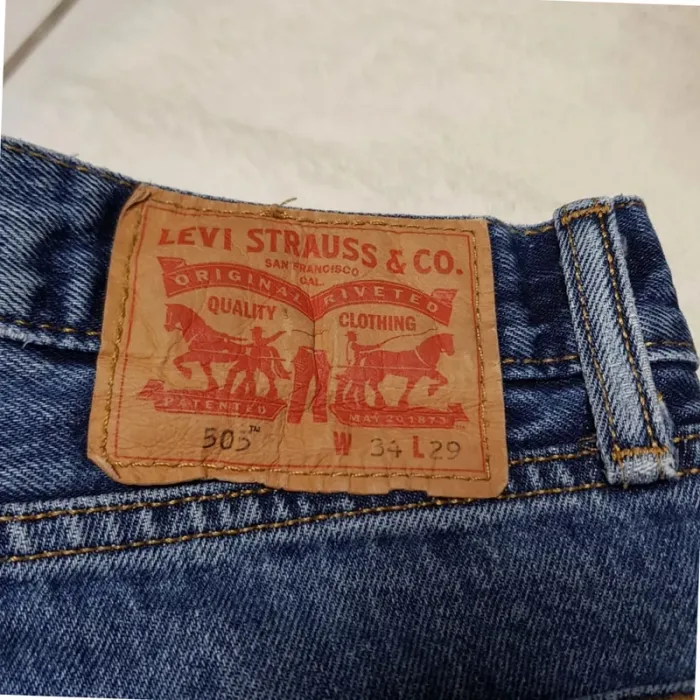 LEVI STRAUSS & CO.
SAN FRANCISCO
CAL.
ORIGINAL RIVETED
QUALITY CLOTHING
PATENTED MAY 20 1873
505™ W 34 L 29